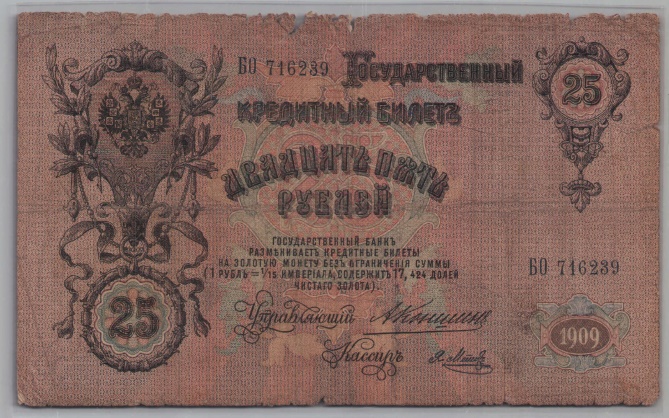 БО 716239 Государственный
25
Кредитный Билетъ
Двадцать пять
рублей
Государственный Банкъ
размѣниваетъ кредитные билеты
на золотую монету безъ ограниченія суммы
(1 рубль = 1/15 имперіала, содержитъ 17, 424 долей
чистаго золота).
БО 716239
25
Управляющій
1909
Кассиръ